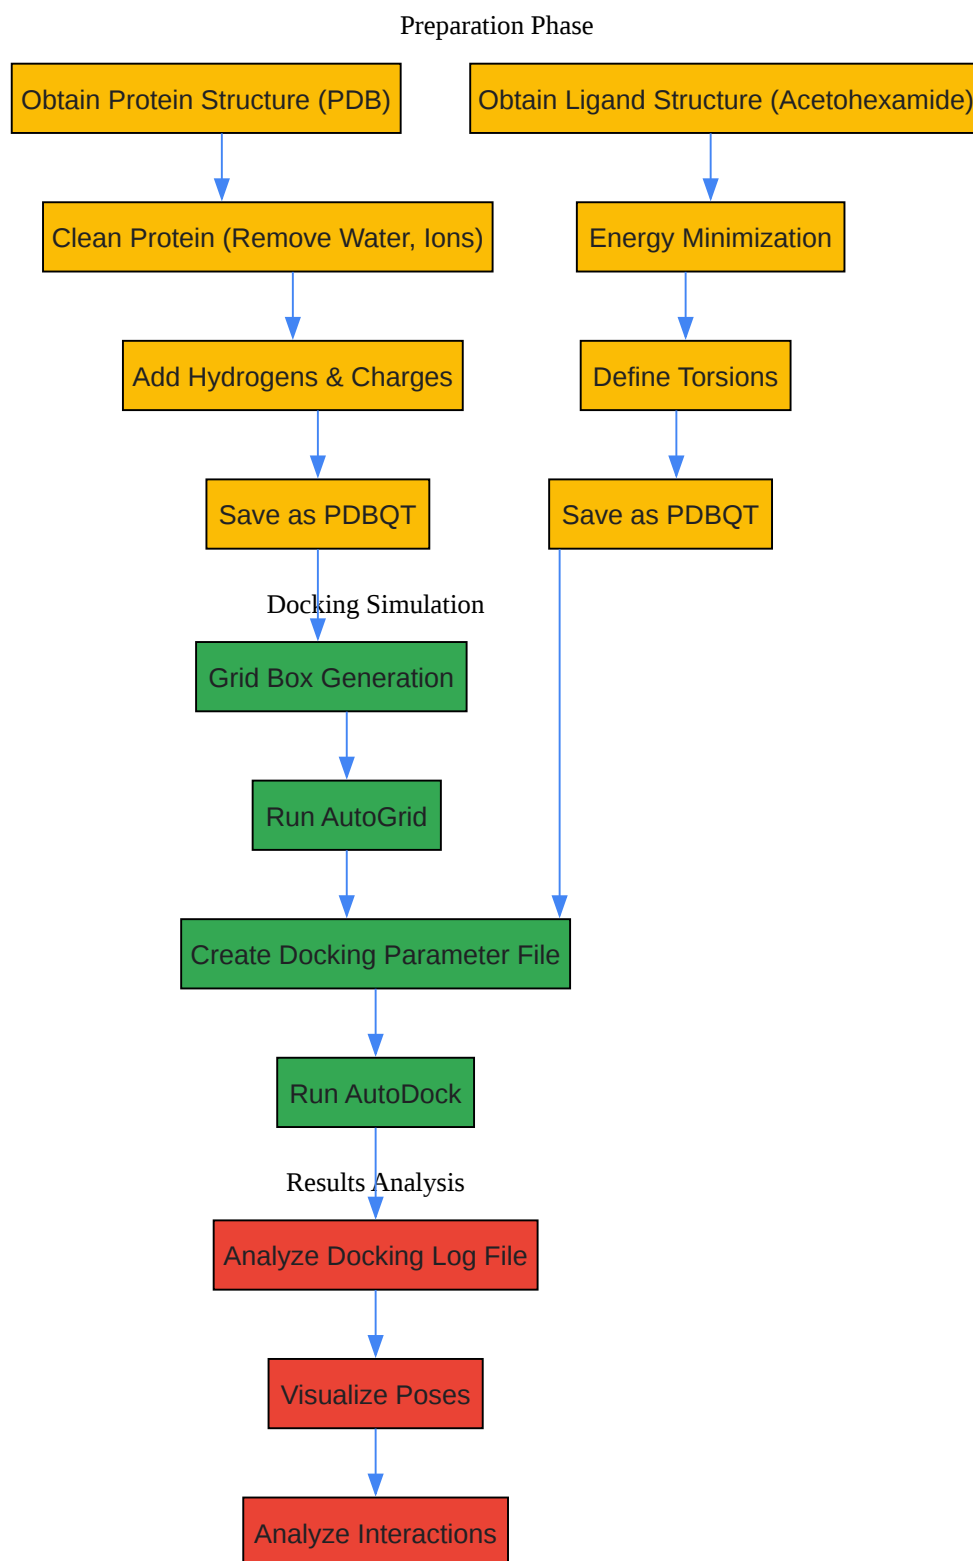 Preparation Phase
Obtain Protein Structure (PDB)
Obtain Ligand Structure (Acetohexamide)
Clean Protein (Remove Water, Ions)
Energy Minimization
Add Hydrogens & Charges
Define Torsions
Save as PDBQT
Save as PDBQT
Docking Simulation
Grid Box Generation
Run AutoGrid
Create Docking Parameter File
Run AutoDock
Results Analysis
Analyze Docking Log File
Visualize Poses
Analyze Interactions